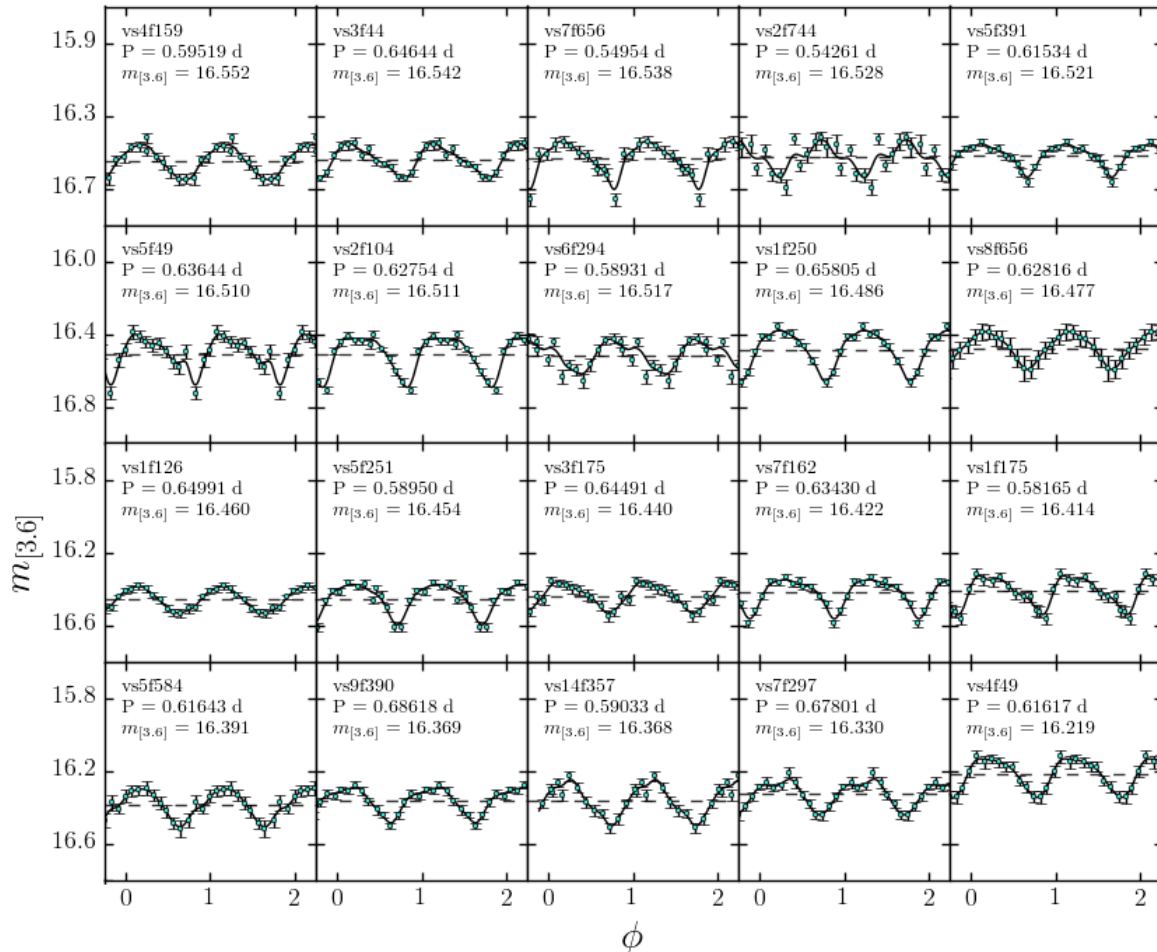 15.9
16.3
16.7
vs4f159
P = 0.59519 d
m[3.6] = 16.552
vs3f44
P = 0.64644 d
m[3.6] = 16.542
vs7f656
P = 0.54954 d
m[3.6] = 16.538
vs2f744
P = 0.54261 d
m[3.6] = 16.528
vs5f391
P = 0.61534 d
m[3.6] = 16.521
16.0
16.4
16.8
vs5f49
P = 0.63644 d
m[3.6] = 16.510
vs2f104
P = 0.62754 d
m[3.6] = 16.511
vs6f294
P = 0.58931 d
m[3.6] = 16.517
vs1f250
P = 0.65805 d
m[3.6] = 16.486
vs8f656
P = 0.62816 d
m[3.6] = 16.477
15.8
16.2
16.6
vs1f126
P = 0.64991 d
m[3.6] = 16.460
vs5f251
P = 0.58950 d
m[3.6] = 16.454
vs3f175
P = 0.64491 d
m[3.6] = 16.440
vs7f162
P = 0.63430 d
m[3.6] = 16.422
vs1f175
P = 0.58165 d
m[3.6] = 16.414
15.8
16.2
16.6
vs5f584
P = 0.61643 d
m[3.6] = 16.391
vs9f390
P = 0.68618 d
m[3.6] = 16.369
vs14f357
P = 0.59033 d
m[3.6] = 16.368
vs7f297
P = 0.67801 d
m[3.6] = 16.330
vs4f49
P = 0.61617 d
m[3.6] = 16.219
m[3.6]
0 1 2 0 1 2 0 1 2 0 1 2 0 1 2
ϕ